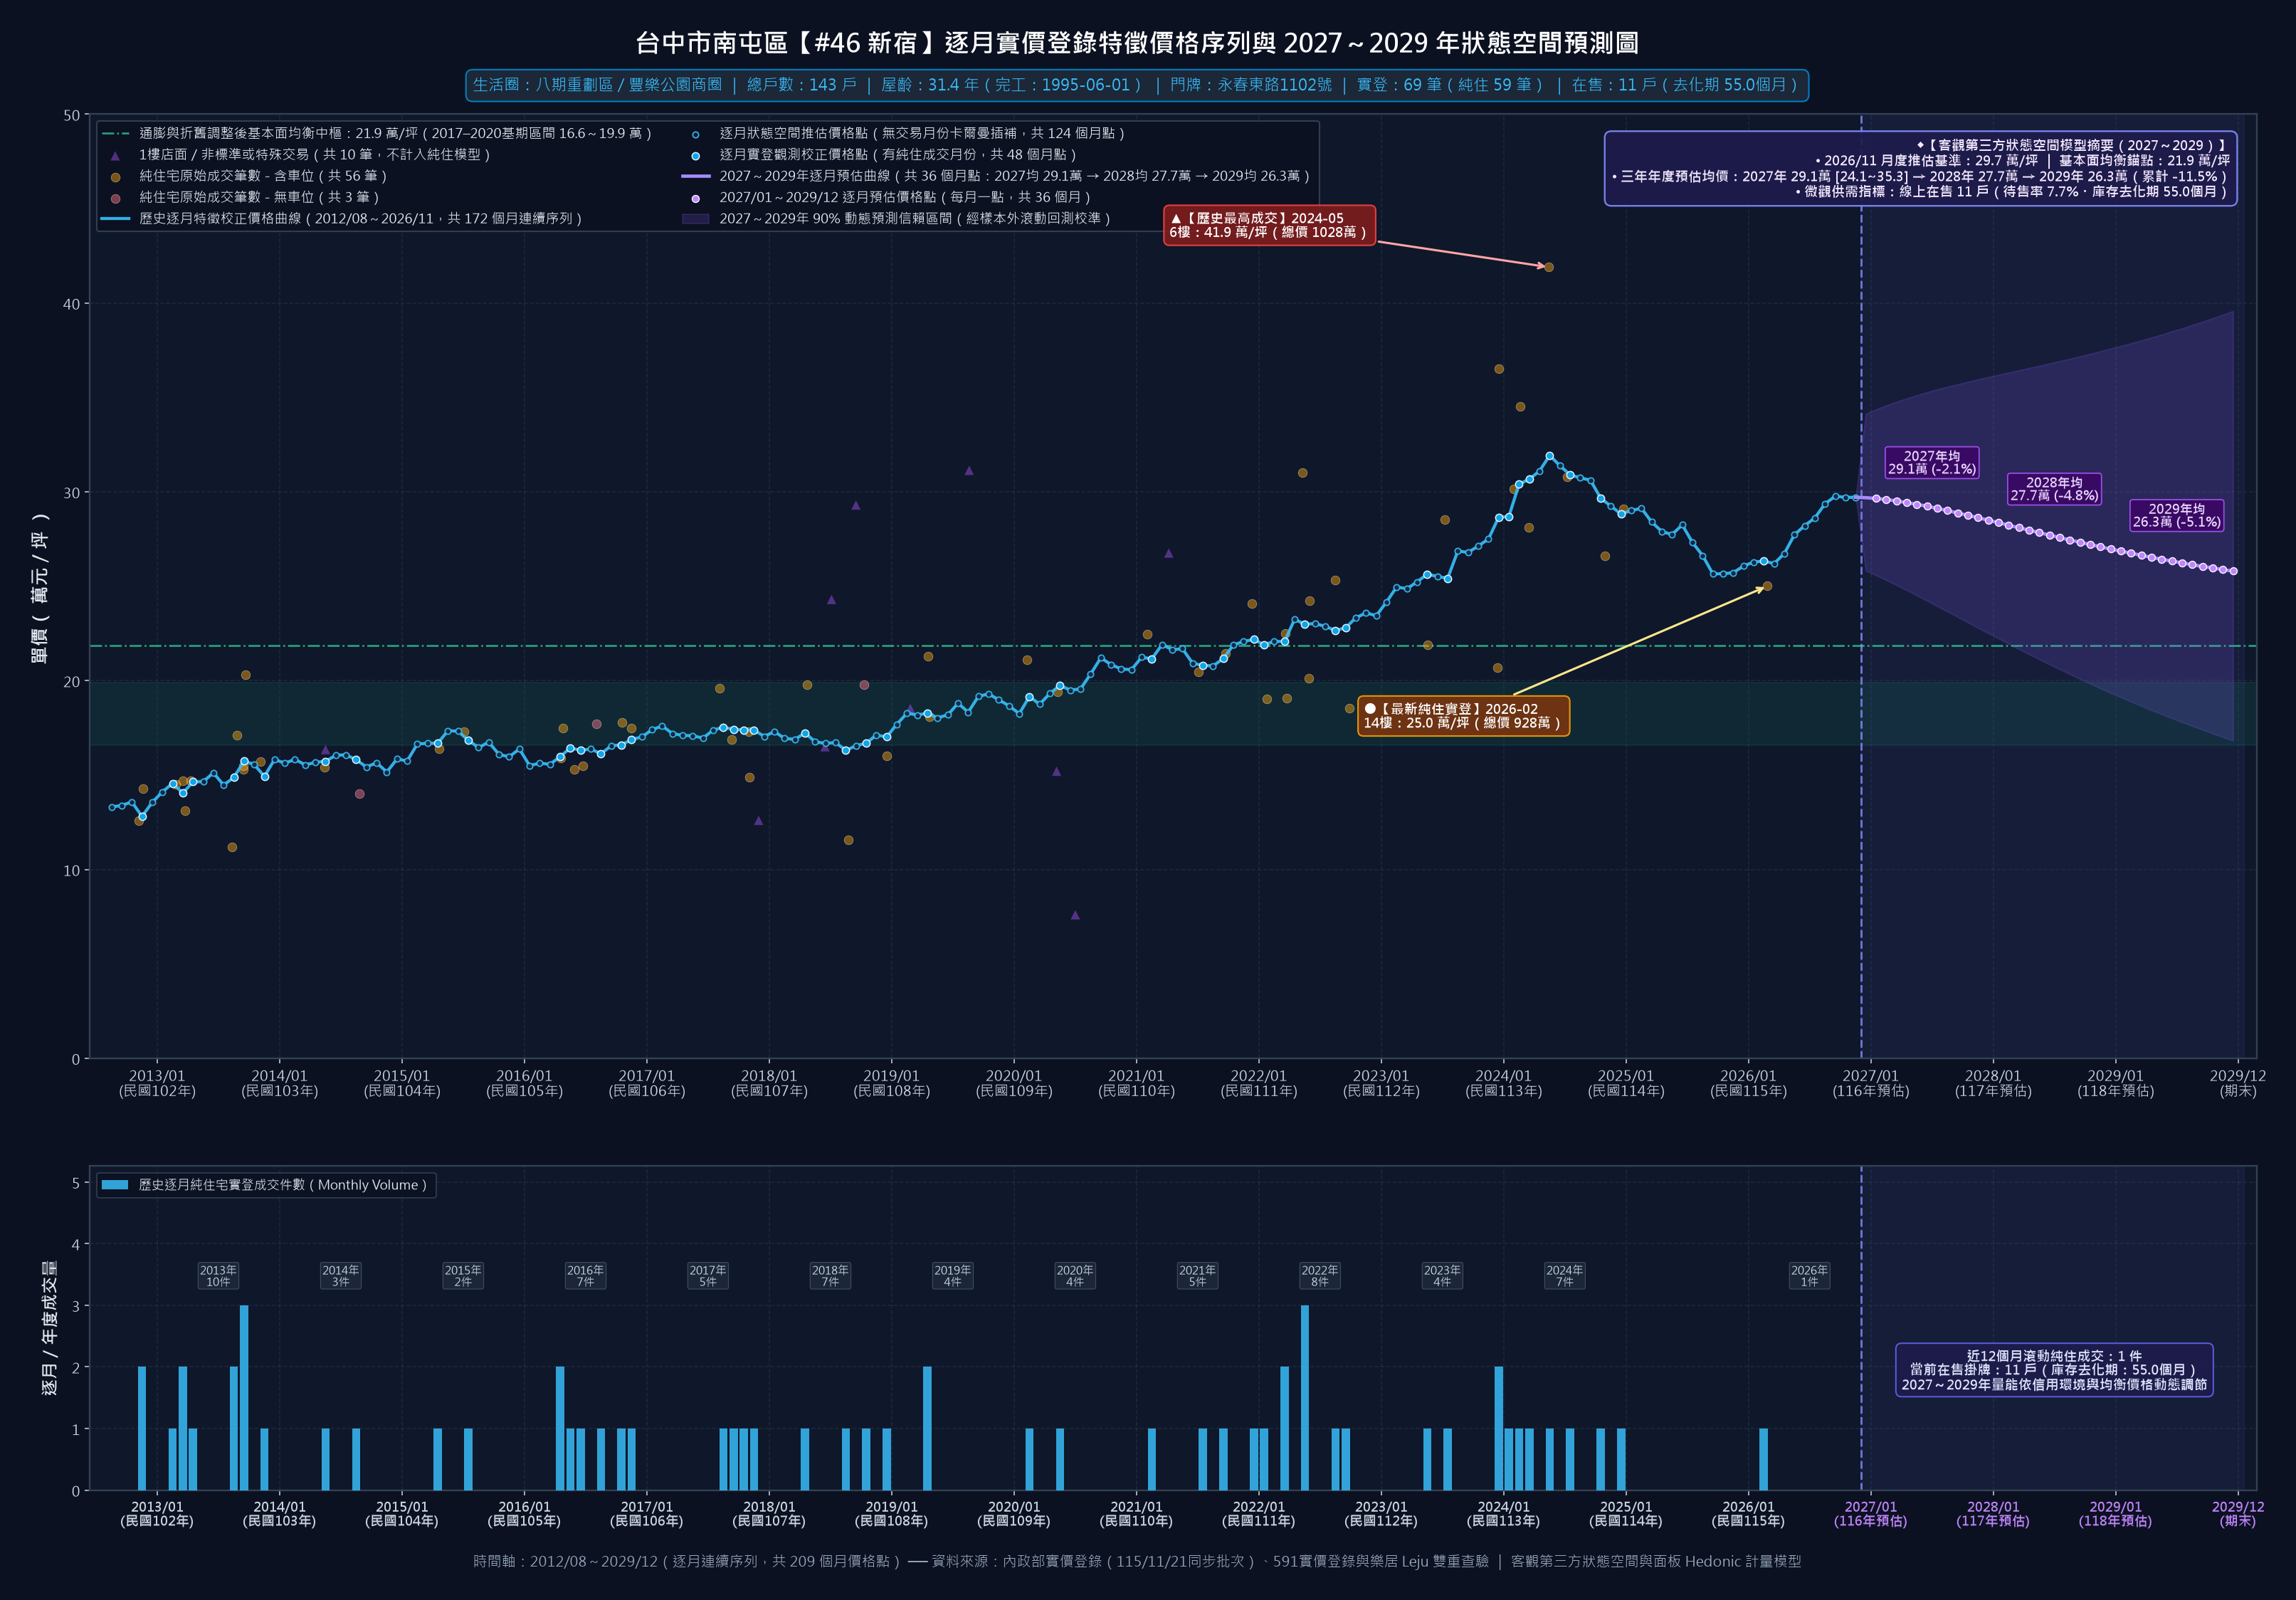 台中市南屯區【#46 新宿】逐月實價登錄特徵價格序列與 2027～2029 年狀態空間預測圖
生活圈：八期重劃區 / 豐樂公園商圈 ｜ 總戶數：143 戶 ｜ 屋齡：31.4 年（完工：1995-06-01） ｜ 門牌：永春東路1102號 ｜ 實登：69 筆（純住 59 筆） ｜ 在售：11 戶（去化期 55.0個月）
通膨與折舊調整後基本面均衡中樞：21.9 萬/坪（2017–2020基期區間 16.6～19.9 萬）
1樓店面 / 非標準或特殊交易（共 10 筆，不計入純住模型）
純住宅原始成交筆數 - 含車位（共 56 筆）
純住宅原始成交筆數 - 無車位（共 3 筆）
歷史逐月特徵校正價格曲線（2012/08～2026/11，共 172 個月連續序列）
逐月狀態空間推估價格點（無交易月份卡爾曼插補，共 124 個月點）
逐月實登觀測校正價格點（有純住成交月份，共 48 個月點）
2027～2029年逐月預估曲線（共 36 個月點：2027均 29.1萬 → 2028均 27.7萬 → 2029均 26.3萬）
2027/01～2029/12 逐月預估價格點（每月一點，共 36 個月）
2027～2029年 90% 動態預測信賴區間（經樣本外滾動回測校準）
◆【客觀第三方狀態空間模型摘要（2027～2029）】
• 2026/11 月度推估基準：29.7 萬/坪 ｜ 基本面均衡錨點：21.9 萬/坪
• 三年年度預估均價：2027年 29.1萬 [24.1~35.3] → 2028年 27.7萬 → 2029年 26.3萬（累計 -11.5%）
• 微觀供需指標：線上在售 11 戶（待售率 7.7%．庫存去化期 55.0個月）
▲【歷史最高成交】2024-05
6樓：41.9 萬/坪（總價 1028萬）
2027年均
29.1萬 (-2.1%)
2028年均
27.7萬 (-4.8%)
2029年均
26.3萬 (-5.1%)
●【最新純住實登】2026-02
14樓：25.0 萬/坪（總價 928萬）
單價（ 萬元 / 坪 ）
50
40
30
20
10
0
2013/01
(民國102年)
2014/01
(民國103年)
2015/01
(民國104年)
2016/01
(民國105年)
2017/01
(民國106年)
2018/01
(民國107年)
2019/01
(民國108年)
2020/01
(民國109年)
2021/01
(民國110年)
2022/01
(民國111年)
2023/01
(民國112年)
2024/01
(民國113年)
2025/01
(民國114年)
2026/01
(民國115年)
2027/01
(116年預估)
2028/01
(117年預估)
2029/01
(118年預估)
2029/12
(期末)
歷史逐月純住宅實登成交件數（Monthly Volume）
逐月 / 年度成交量
5
4
3
2
1
0
2013年
10件
2014年
3件
2015年
2件
2016年
7件
2017年
5件
2018年
7件
2019年
4件
2020年
4件
2021年
5件
2022年
8件
2023年
4件
2024年
7件
2026年
1件
近12個月滾動純住成交：1 件
當前在售掛牌：11 戶（庫存去化期：55.0個月）
2027～2029年量能依信用環境與均衡價格動態調節
2013/01
(民國102年)
2014/01
(民國103年)
2015/01
(民國104年)
2016/01
(民國105年)
2017/01
(民國106年)
2018/01
(民國107年)
2019/01
(民國108年)
2020/01
(民國109年)
2021/01
(民國110年)
2022/01
(民國111年)
2023/01
(民國112年)
2024/01
(民國113年)
2025/01
(民國114年)
2026/01
(民國115年)
2027/01
(116年預估)
2028/01
(117年預估)
2029/01
(118年預估)
2029/12
(期末)
時間軸：2012/08～2029/12（逐月連續序列，共 209 個月價格點） ── 資料來源：內政部實價登錄（115/11/21同步批次）、591實價登錄與樂居 Leju 雙重查驗 ｜ 客觀第三方狀態空間與面板 Hedonic 計量模型